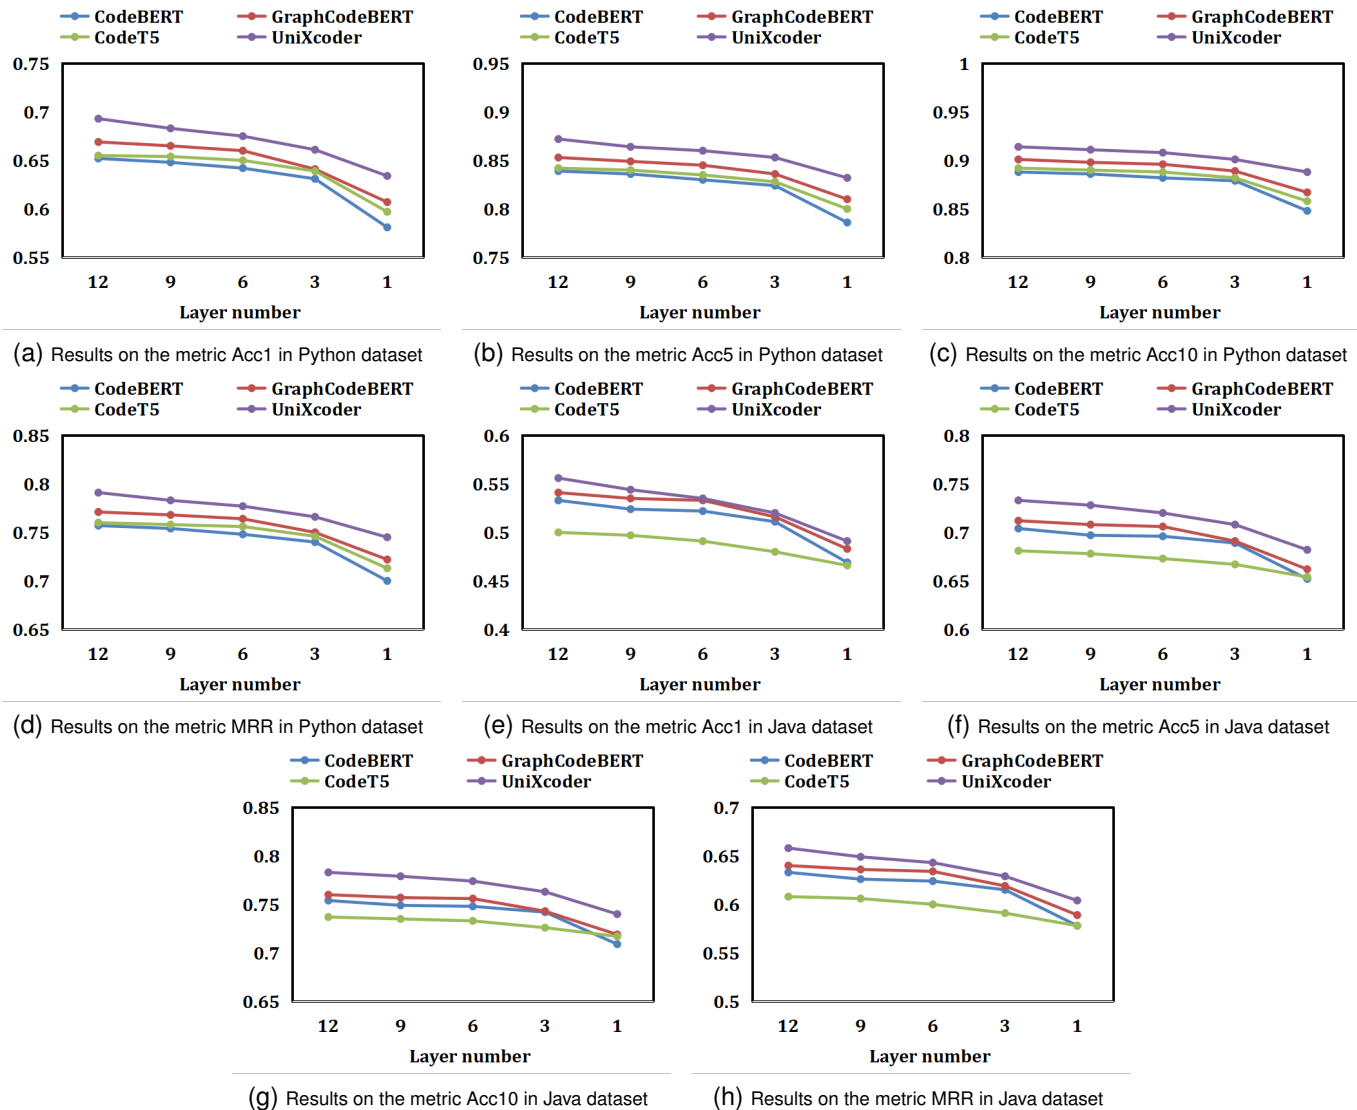 CodeBERT GraphCodeBERT
CodeT5 UniXcoder
0.75
0.7
0.65
0.6
0.55
12 9 6 3 1
Layer number
(a) Results on the metric Acc1 in Python dataset
CodeBERT GraphCodeBERT
CodeT5 UniXcoder
0.95
0.9
0.85
0.8
0.75
12 9 6 3 1
Layer number
(b) Results on the metric Acc5 in Python dataset
CodeBERT GraphCodeBERT
CodeT5 UniXcoder
1
0.95
0.9
0.85
0.8
12 9 6 3 1
Layer number
(c) Results on the metric Acc10 in Python dataset
CodeBERT GraphCodeBERT
CodeT5 UniXcoder
0.85
0.8
0.75
0.7
0.65
12 9 6 3 1
Layer number
(d) Results on the metric MRR in Python dataset
CodeBERT GraphCodeBERT
CodeT5 UniXcoder
0.6
0.55
0.5
0.45
0.4
12 9 6 3 1
Layer number
(e) Results on the metric Acc1 in Java dataset
CodeBERT GraphCodeBERT
CodeT5 UniXcoder
0.8
0.75
0.7
0.65
0.6
12 9 6 3 1
Layer number
(f) Results on the metric Acc5 in Java dataset
CodeBERT GraphCodeBERT
CodeT5 UniXcoder
0.85
0.8
0.75
0.7
0.65
12 9 6 3 1
Layer number
(g) Results on the metric Acc10 in Java dataset
CodeBERT GraphCodeBERT
CodeT5 UniXcoder
0.7
0.65
0.6
0.55
0.5
12 9 6 3 1
Layer number
(h) Results on the metric MRR in Java dataset